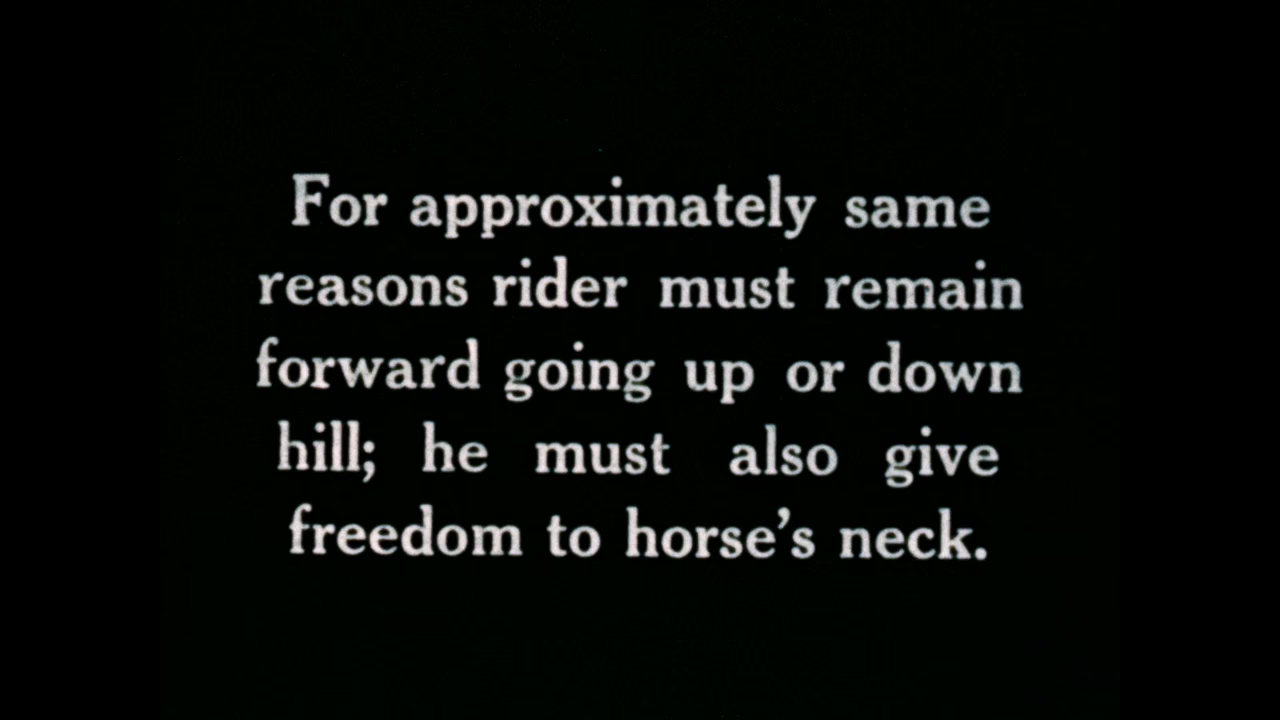 For approximately same
reasons rider must remain
forward going up or down
hill; he must also give
freedom to horse’s neck.